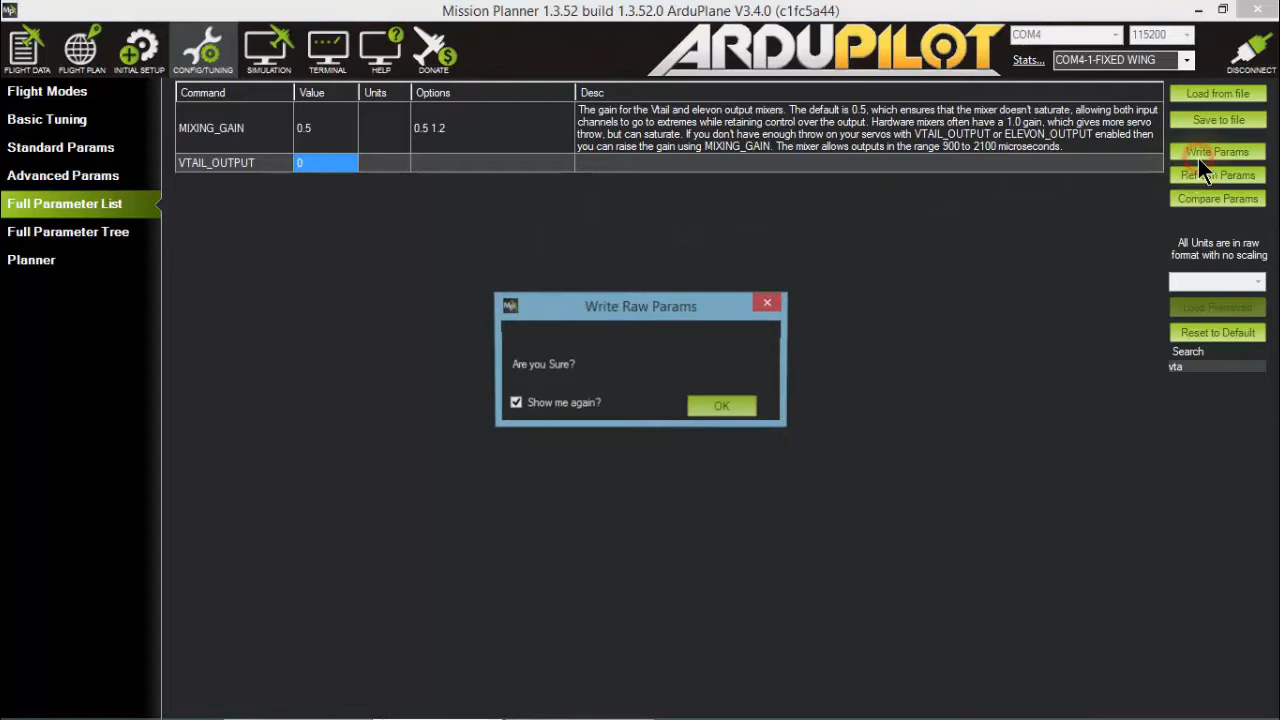 Mission Planner 1.3.52 build 1.3.52.0 ArduPlane V3.4.0 (c1fc5a44)
FLIGHT DATA
FLIGHT PLAN
INITIAL SETUP
CONFIG/TUNING
SIMULATION
TERMINAL
HELP
DONATE
ARDUPILOT
COM4
115200
Stats...
COM4-1-FIXED WING
DISCONNECT
Flight Modes
Basic Tuning
Standard Params
Advanced Params
Full Parameter List
Full Parameter Tree
Planner
Command Value Units Options Desc
MIXING_GAIN 0.5 0.5 1.2
The gain for the Vtail and elevon output mixers. The default is 0.5, which ensures that the mixer doesn't saturate, allowing both input
channels to go to extremes while retaining control over the output. Hardware mixers often have a 1.0 gain, which gives more servo
throw, but can saturate. If you don't have enough throw on your servos with VTAIL_OUTPUT or ELEVON_OUTPUT enabled then
you can raise the gain using MIXING_GAIN. The mixer allows outputs in the range 900 to 2100 microseconds.
VTAIL_OUTPUT 0
Load from file
Save to file
Write Params
Params
Compare Params
All Units are in raw
format with no scaling
Load Presaved
Reset to Default
Search
vta
Write Raw Params
Are you Sure?
Show me again?
OK